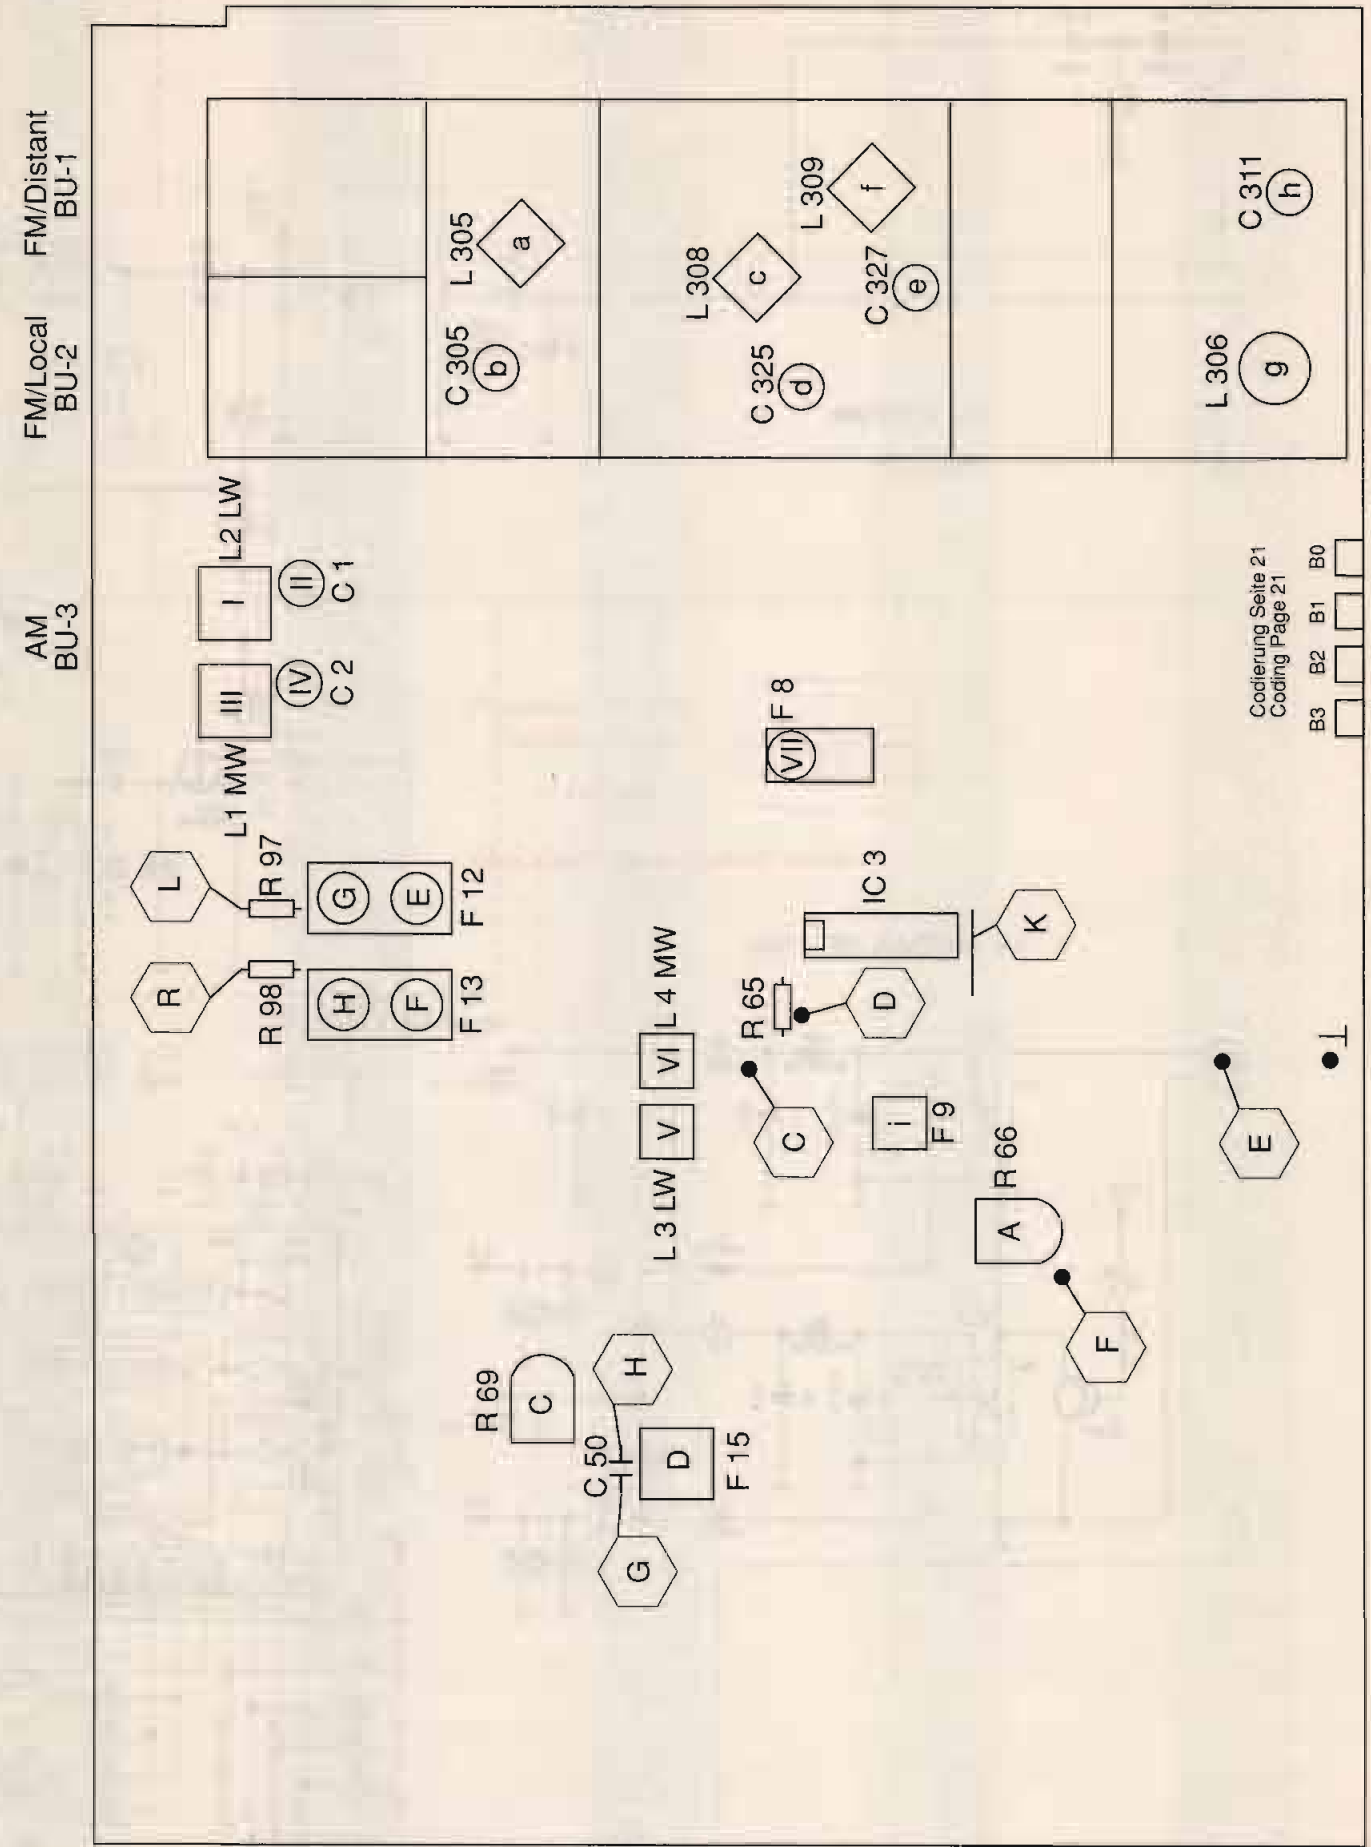 AM
BU-3
FM/Local
BU-2
FM/Distant
BU-1
L1 MW
III
IV
C 2
I
L2 LW
II
C 1
R
R 98
H
F
F 13
L
R 97
G
E
F 12
C 305
b
L 305
a
L 308
c
C 325
d
L 309
f
C 327
e
C 311
h
L 306
g
L 3 LW
V
VI
L 4 MW
VII
F 8
R 65
D
IC 3
K
C
i
F 9
R 66
A
F
E
R 69
C
C 50
H
G
D
F 15
Codierung Seite 21
Coding Page 21
B3
B2
B1
B0